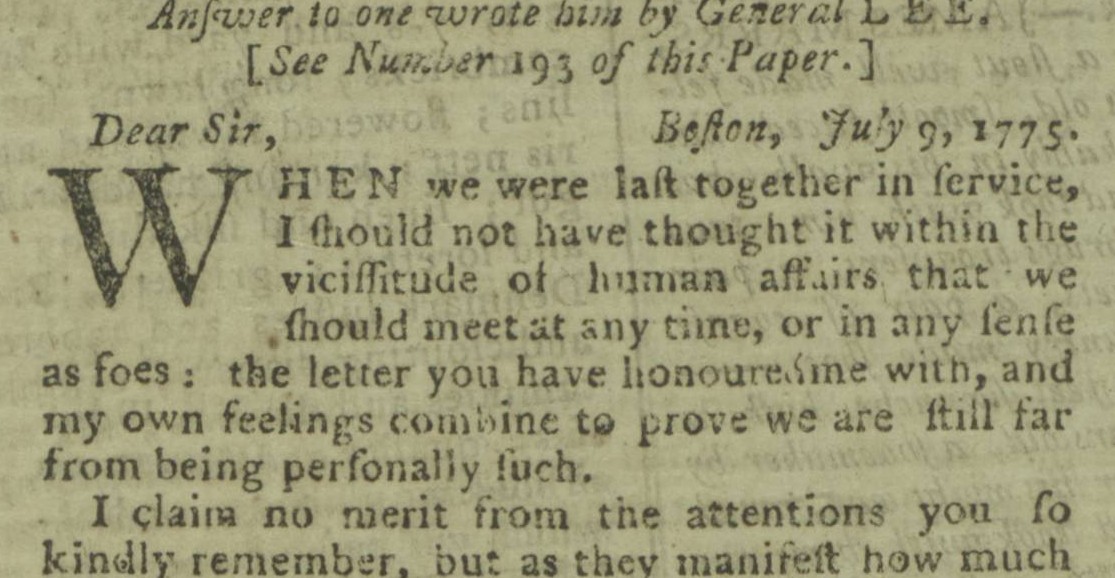 Anſwer to one wrote him by General LEE.
[See Number 193 of this Paper.]
Dear Sir, Boſton, July 9, 1775.
WHEN we were laſt together in ſervice,
I ſhould not have thought it within the
viciſſitude of human affairs that we
ſhould meet at any time, or in any ſenſe
as foes : the letter you have honoured me with, and
my own feelings combine to prove we are ſtill far
from being perſonally ſuch.
I claim no merit from the attentions you ſo
kindly remember, but as they manifeſt how much